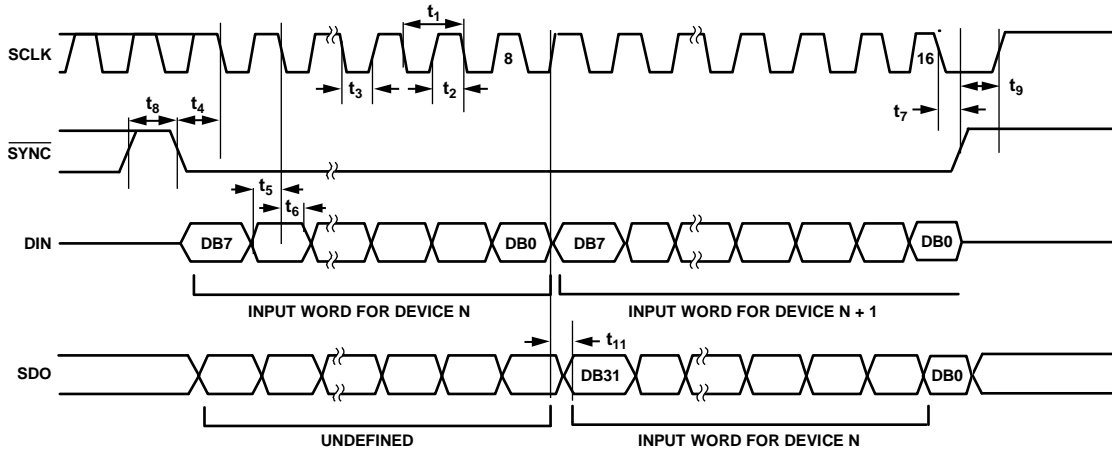 t1
SCLK
8
16
t3
t2
t9
t7
t8
t4
SYNC
t5
t6
DIN
DB7
DB0
DB7
DB0
INPUT WORD FOR DEVICE N
INPUT WORD FOR DEVICE N + 1
t11
SDO
DB31
DB0
UNDEFINED
INPUT WORD FOR DEVICE N